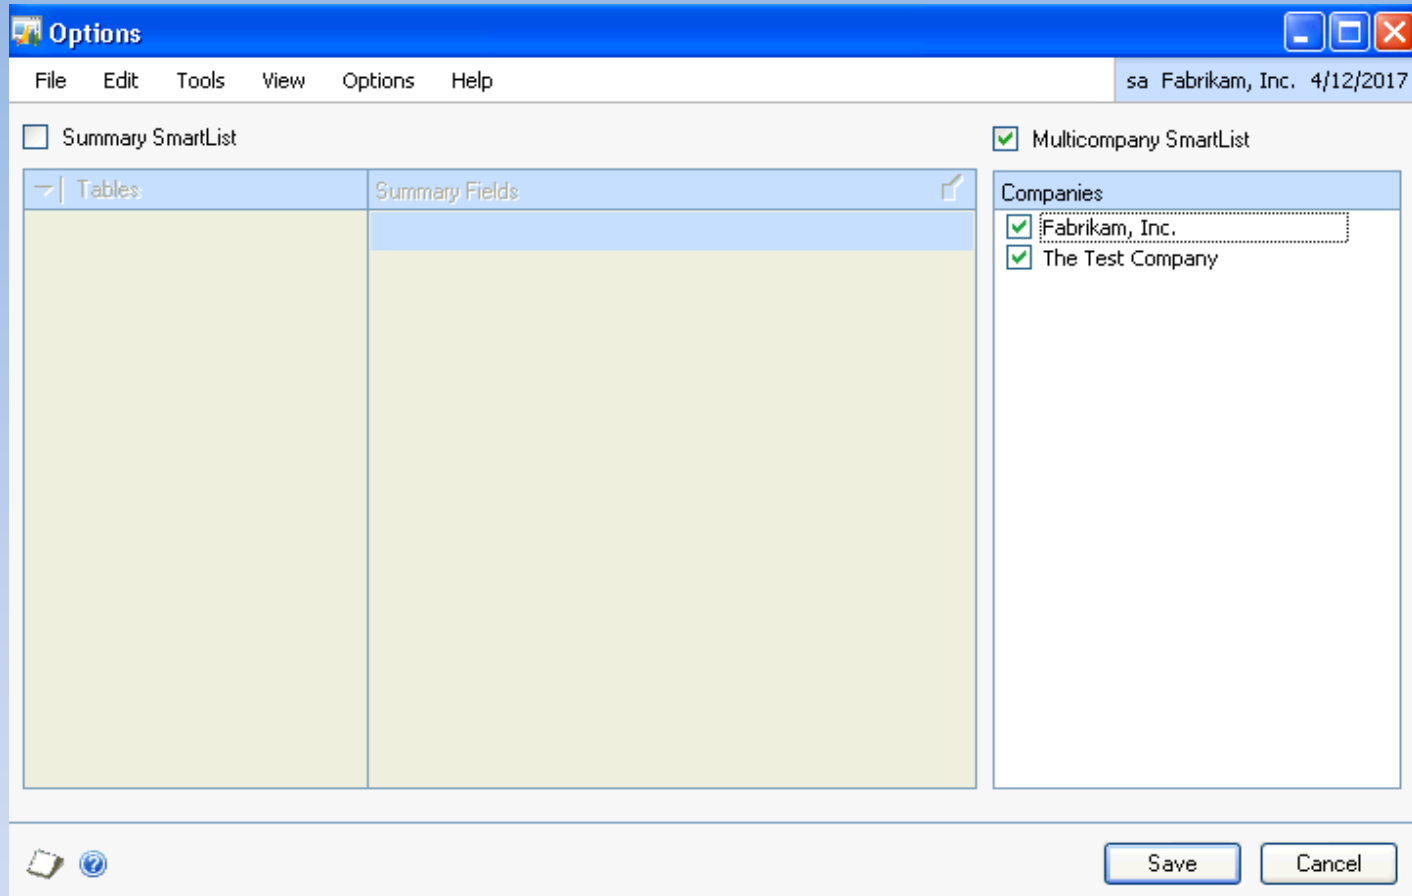 Options
File Edit Tools View Options Help
sa Fabrikam, Inc. 4/12/2017
Summary SmartList
Multicompany SmartList
Tables Summary Fields
Companies
Fabrikam, Inc.
The Test Company
Save Cancel